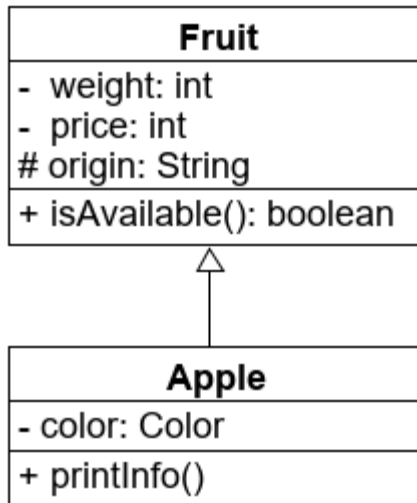 Fruit
- weight: int
- price: int
# origin: String
+ isAvailable(): boolean
Apple
- color: Color
+ printInfo()